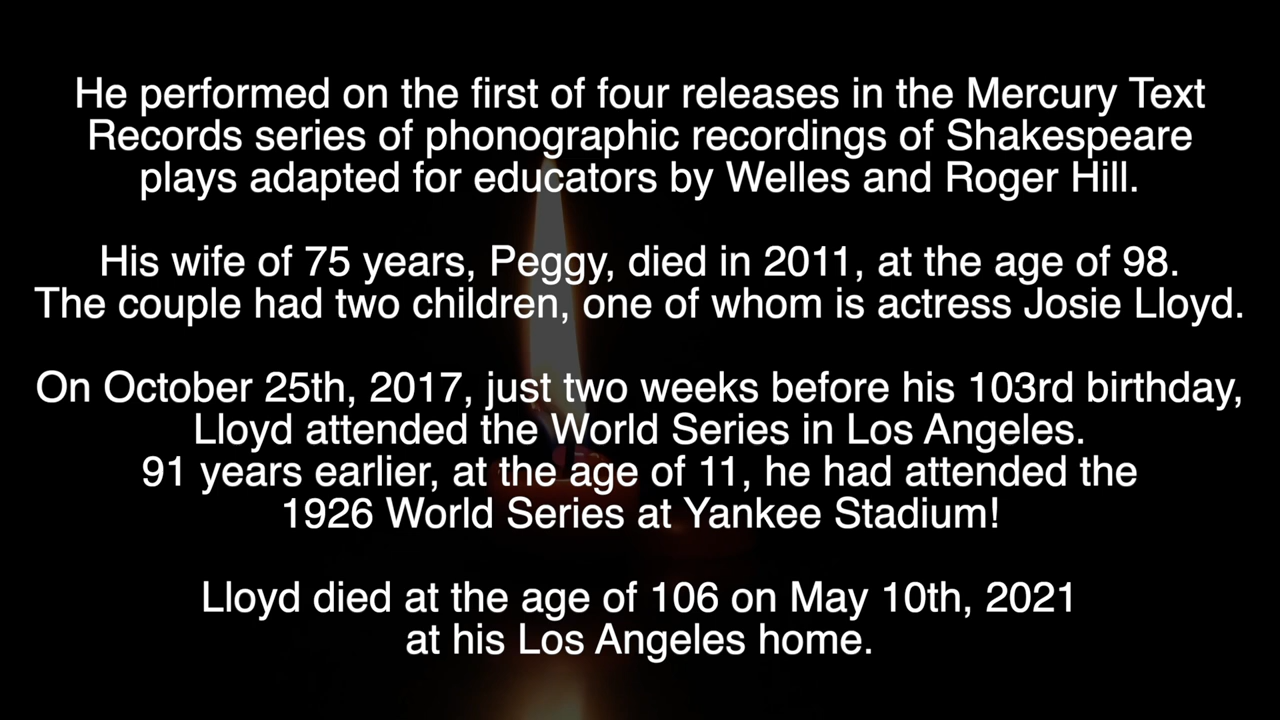 He performed on the first of four releases in the Mercury Text
Records series of phonographic recordings of Shakespeare
plays adapted for educators by Welles and Roger Hill.
His wife of 75 years, Peggy, died in 2011, at the age of 98.
The couple had two children, one of whom is actress Josie Lloyd.
On October 25th, 2017, just two weeks before his 103rd birthday,
Lloyd attended the World Series in Los Angeles.
91 years earlier, at the age of 11, he had attended the
1926 World Series at Yankee Stadium!
Lloyd died at the age of 106 on May 10th, 2021
at his Los Angeles home.